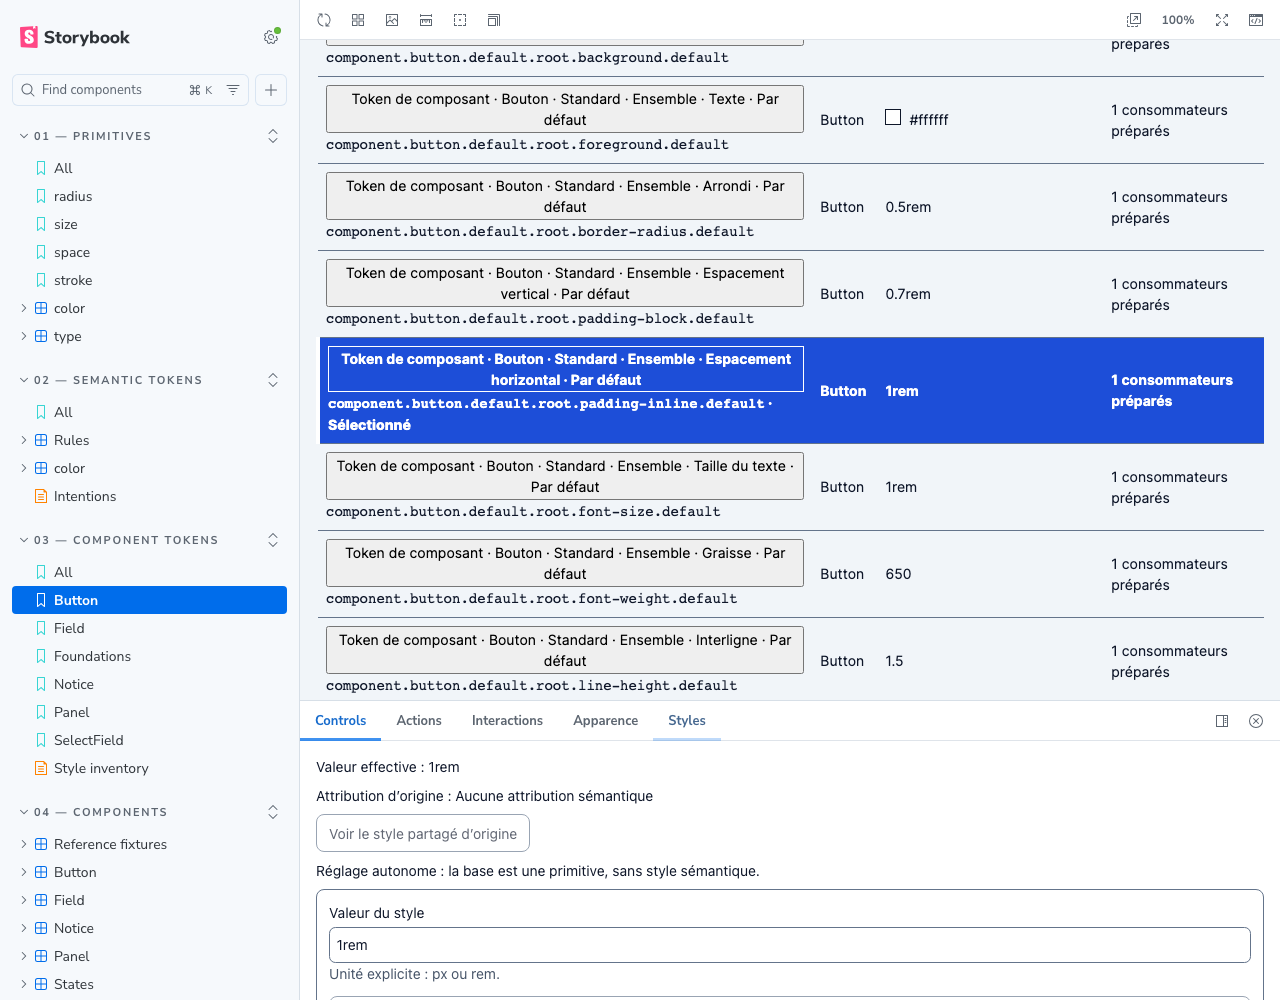 Storybook
Find components
⌘ K
01 — PRIMITIVES
All
radius
size
space
stroke
color
type
02 — SEMANTIC TOKENS
All
Rules
color
Intentions
03 — COMPONENT TOKENS
All
Button
Field
Foundations
Notice
Panel
SelectField
Style inventory
04 — COMPONENTS
Reference fixtures
Button
Field
Notice
Panel
States
100%
préparés
component.button.default.root.background.default
Token de composant · Bouton · Standard · Ensemble · Texte · Par
défaut
component.button.default.root.foreground.default
Button
#ffffff
1 consommateurs
préparés
Token de composant · Bouton · Standard · Ensemble · Arrondi · Par
défaut
component.button.default.root.border-radius.default
Button
0.5rem
1 consommateurs
préparés
Token de composant · Bouton · Standard · Ensemble · Espacement
vertical · Par défaut
component.button.default.root.padding-block.default
Button
0.7rem
1 consommateurs
préparés
Token de composant · Bouton · Standard · Ensemble · Espacement
horizontal · Par défaut
component.button.default.root.padding-inline.default ·
Sélectionné
Button
1rem
1 consommateurs
préparés
Token de composant · Bouton · Standard · Ensemble · Taille du texte ·
Par défaut
component.button.default.root.font-size.default
Button
1rem
1 consommateurs
préparés
Token de composant · Bouton · Standard · Ensemble · Graisse · Par
défaut
component.button.default.root.font-weight.default
Button
650
1 consommateurs
préparés
Token de composant · Bouton · Standard · Ensemble · Interligne · Par
défaut
component.button.default.root.line-height.default
Button
1.5
1 consommateurs
préparés
Controls
Actions
Interactions
Apparence
Styles
Valeur effective : 1rem
Attribution d’origine : Aucune attribution sémantique
Voir le style partagé d’origine
Réglage autonome : la base est une primitive, sans style sémantique.
Valeur du style
1rem
Unité explicite : px ou rem.